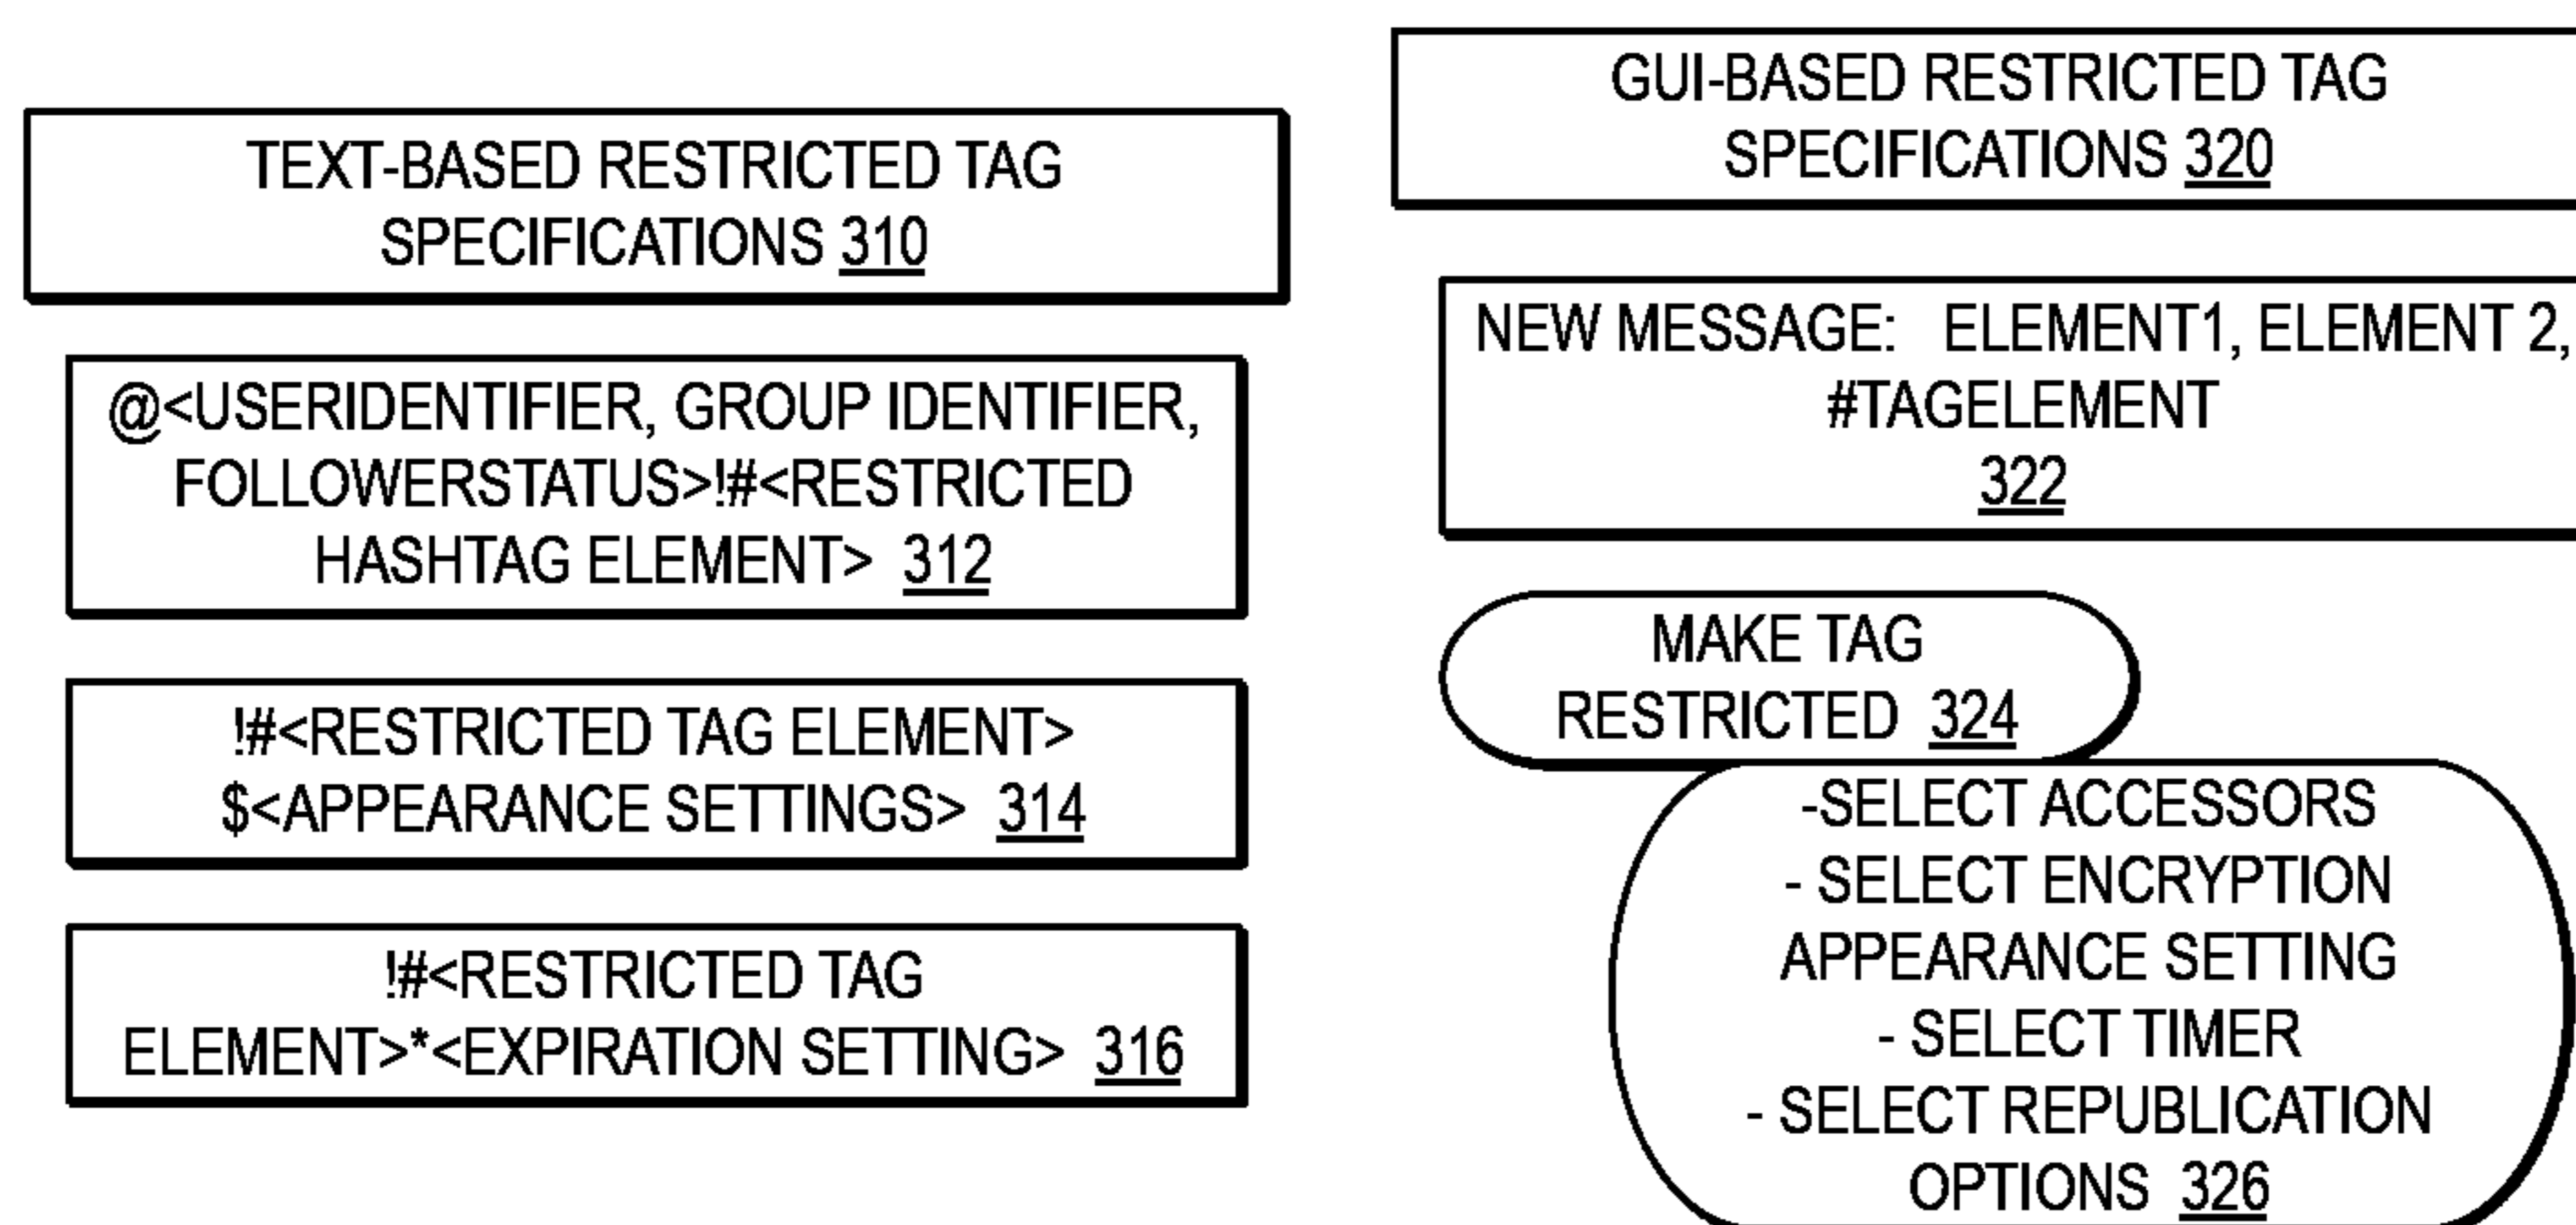 TEXT-BASED RESTRICTED TAG
SPECIFICATIONS 310
@<USERIDENTIFIER, GROUP IDENTIFIER,
FOLLOWERSTATUS>!#<RESTRICTED
HASHTAG ELEMENT> 312
!#<RESTRICTED TAG ELEMENT>
$<APPEARANCE SETTINGS> 314
!#<RESTRICTED TAG
ELEMENT>*<EXPIRATION SETTING> 316
GUI-BASED RESTRICTED TAG
SPECIFICATIONS 320
NEW MESSAGE: ELEMENT1, ELEMENT 2,
#TAGELEMENT
322
MAKE TAG
RESTRICTED 324
-SELECT ACCESSORS
- SELECT ENCRYPTION
APPEARANCE SETTING
- SELECT TIMER
- SELECT REPUBLICATION
OPTIONS 326